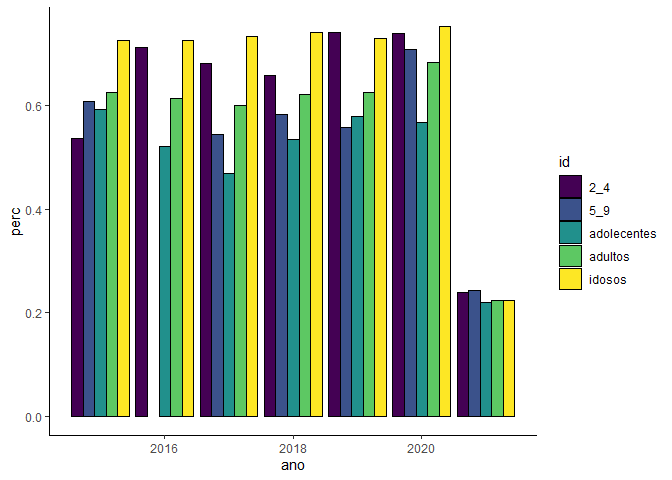 perc
0.6
0.4
0.2
0.0
2016 2018 2020
ano
id
2_4
5_9
adolecentes
adultos
idosos